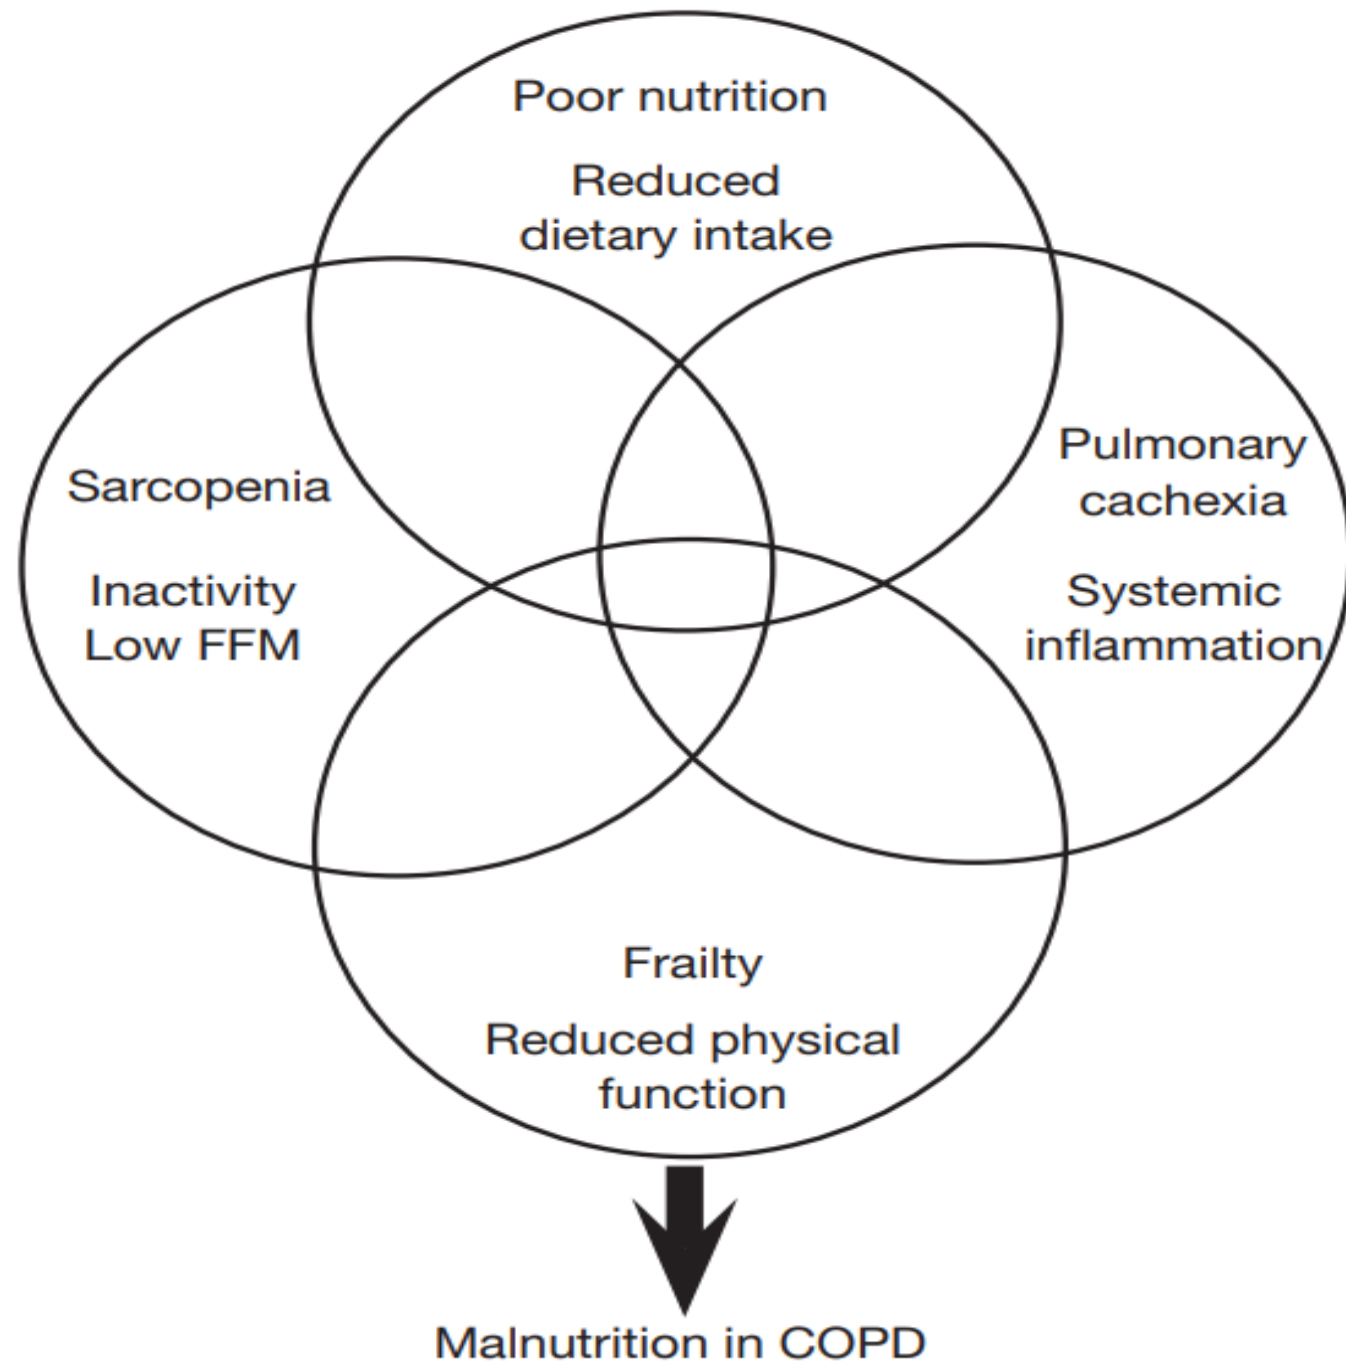 Poor nutrition
Reduced
dietary intake
Sarcopenia
Inactivity
Low FFM
Pulmonary
cachexia
Systemic
inflammation
Frailty
Reduced physical
function
Malnutrition in COPD